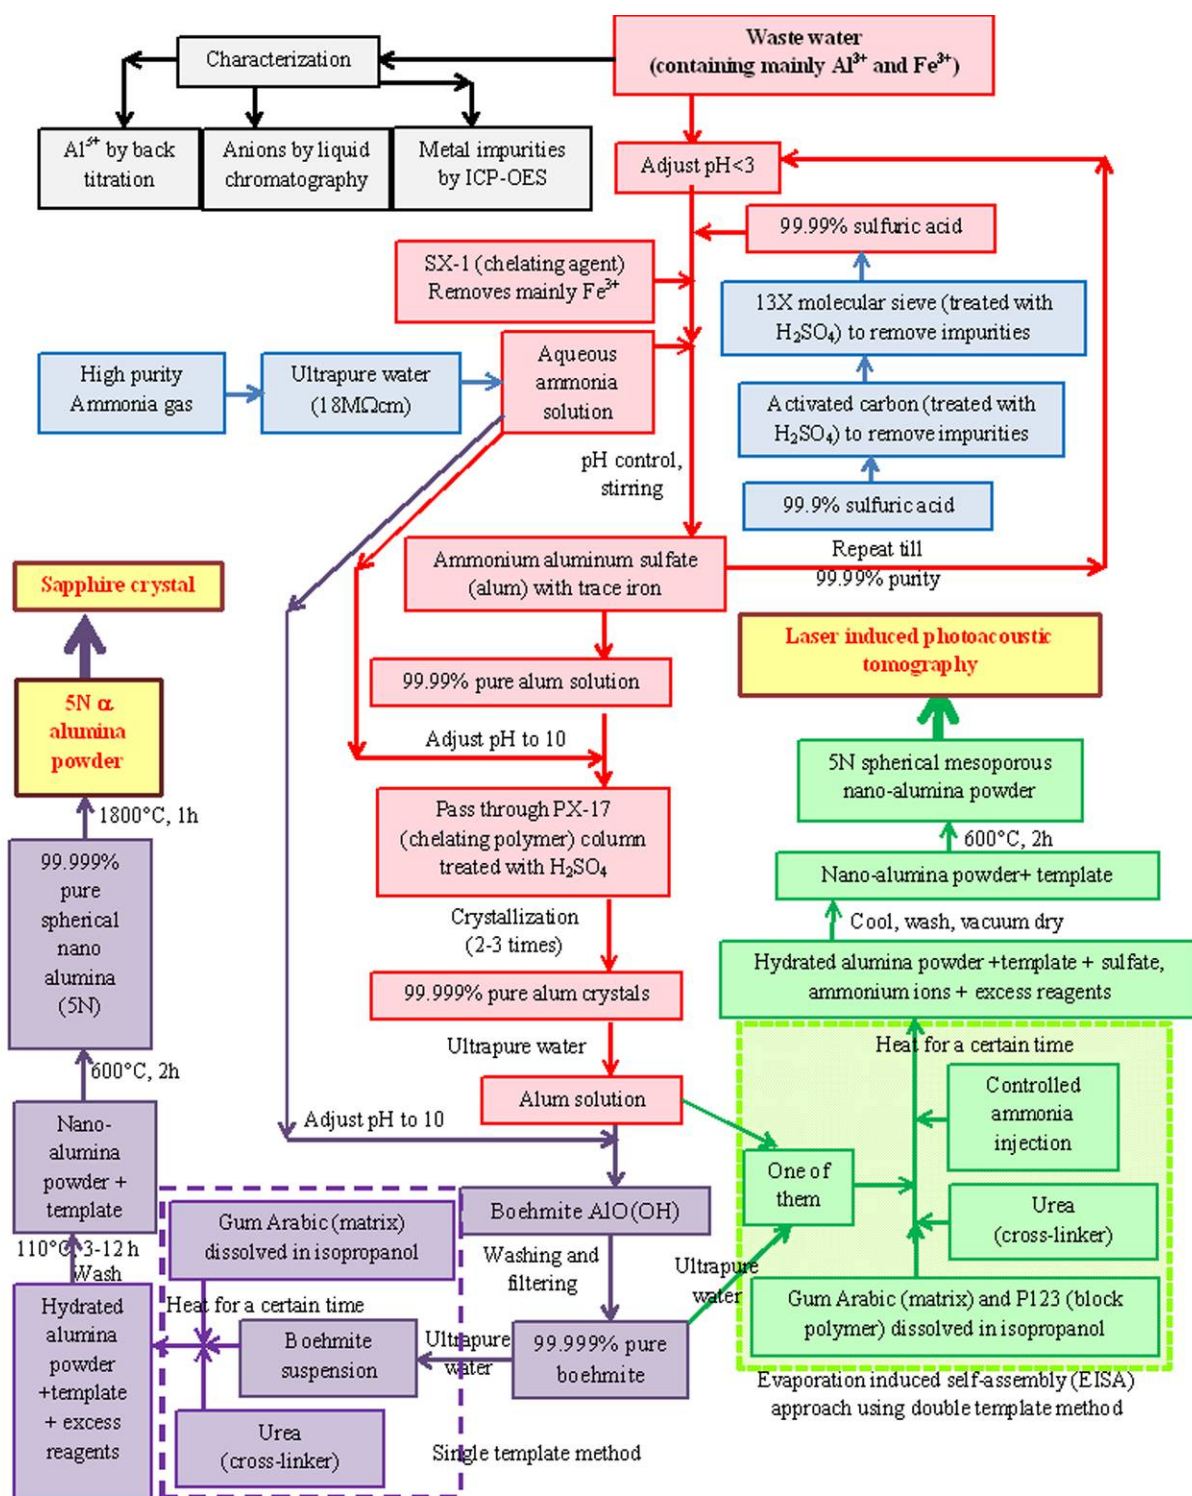 Waste water
(containing mainly Al³⁺ and Fe³⁺)
Characterization
Al³⁺ by back
titration
Anions by liquid
chromatography
Metal impurities
by ICP-OES
Adjust pH<3
99.99% sulfuric acid
SX-1 (chelating agent)
Removes mainly Fe³⁺
13X molecular sieve (treated with
H₂SO₄) to remove impurities
High purity
Ammonia gas
Ultrapure water
(18MΩcm)
Aqueous
ammonia
solution
Activated carbon (treated with
H₂SO₄) to remove impurities
pH control,
stirring
99.9% sulfuric acid
Ammonium aluminum sulfate
(alum) with trace iron
Repeat till
99.99% purity
Sapphire crystal
Laser induced photoacoustic
tomography
99.99% pure alum solution
5N α
alumina
powder
Adjust pH to 10
5N spherical mesoporous
nano-alumina powder
1800°C, 1h
Pass through PX-17
(chelating polymer) column
treated with H₂SO₄
600°C, 2h
99.999%
pure
spherical
nano
alumina
(5N)
Nano-alumina powder+ template
Crystallization
(2-3 times)
Cool, wash, vacuum dry
Hydrated alumina powder +template + sulfate,
ammonium ions + excess reagents
99.999% pure alum crystals
Ultrapure water
Heat for a certain time
600°C, 2h
Alum solution
Controlled
ammonia
injection
Nano-
alumina
powder +
template
Adjust pH to 10
One of
them
Boehmite AlO(OH)
Urea
(cross-linker)
Gum Arabic (matrix)
dissolved in isopropanol
110°C, 3-12 h
Wash
Washing and
filtering
Ultrapure
water
Gum Arabic (matrix) and P123 (block
polymer) dissolved in isopropanol
Hydrated
alumina
powder
+template
+ excess
reagents
Heat for a certain time
Boehmite
suspension
Ultrapure
water
99.999% pure
boehmite
Evaporation induced self-assembly (EISA)
approach using double template method
Urea
(cross-linker)
Single template method